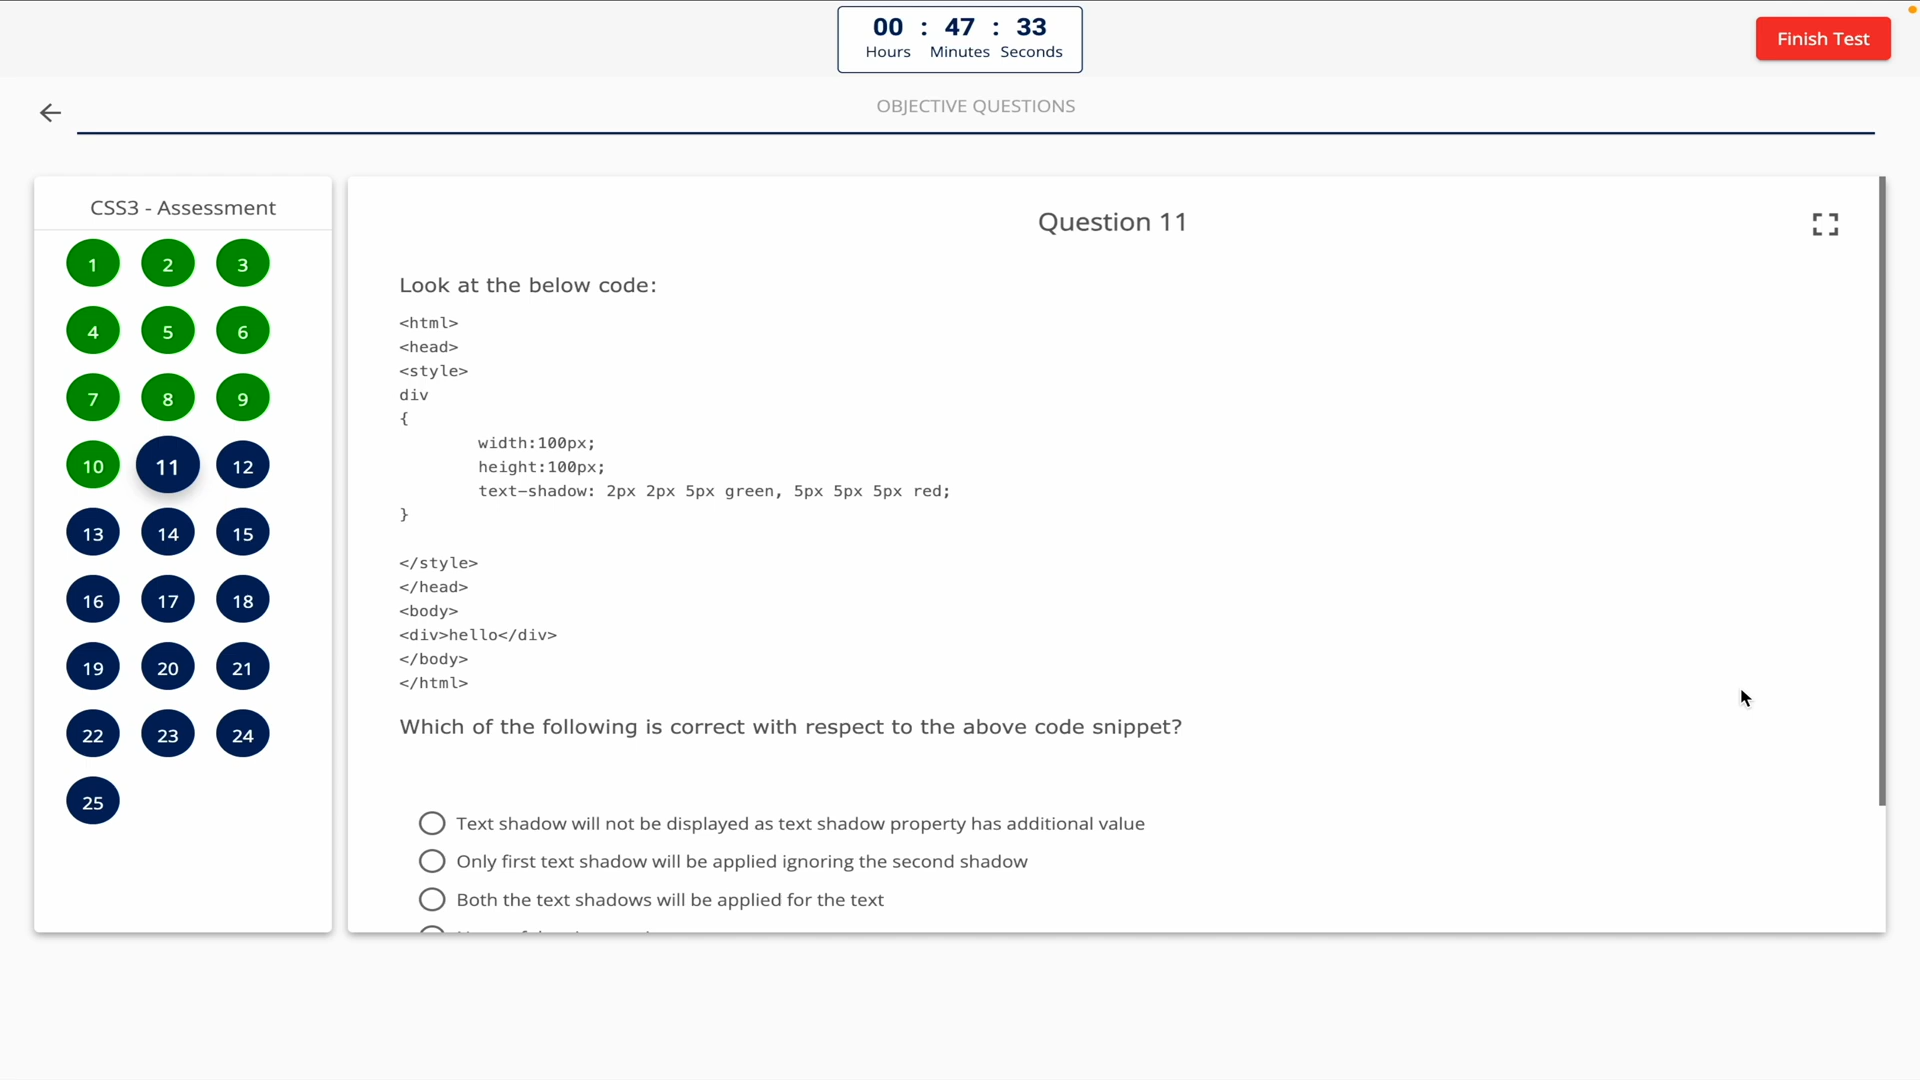 00 : 47 : 33
Hours Minutes Seconds
Finish Test
OBJECTIVE QUESTIONS
CSS3 - Assessment
1 2 3
4 5 6
7 8 9
10 11 12
13 14 15
16 17 18
19 20 21
22 23 24
25
Question 11
Look at the below code:
<html>
<head>
<style>
div
{
width:100px;
height:100px;
text-shadow: 2px 2px 5px green, 5px 5px 5px red;
}
</style>
</head>
<body>
<div>hello</div>
</body>
</html>
Which of the following is correct with respect to the above code snippet?
Text shadow will not be displayed as text shadow property has additional value
Only first text shadow will be applied ignoring the second shadow
Both the text shadows will be applied for the text